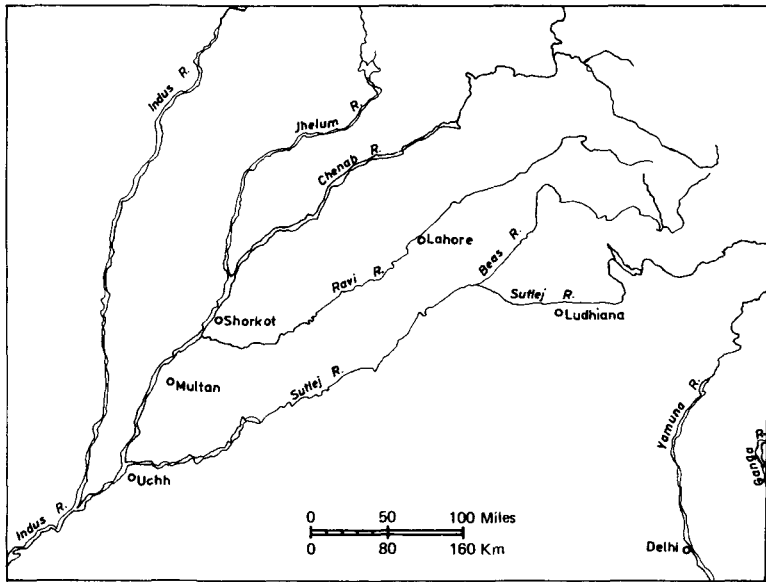 Indus R.
Jhelum R.
Chenab R.
Lahore
Ravi R.
Beas R.
Sutlej R.
Ludhiana
Shorkot
Multan
Sutlej R.
Yamuna R.
Ganga R.
Uchh
Indus R.
0 50 100 Miles
0 80 160 Km
Delhi